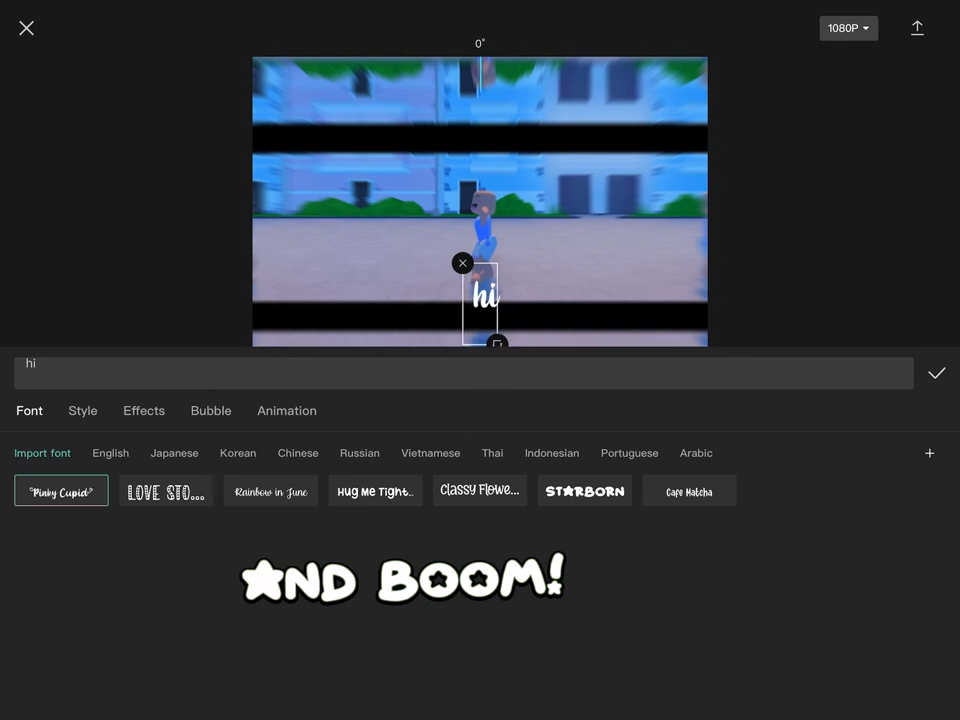 1080P
0°
hi
hi
Font Style Effects Bubble Animation
Import font English Japanese Korean Chinese Russian Vietnamese Thai Indonesian Portuguese Arabic
Pinky Cupid LOVE STO... Rainbow in June Hug Me Tight.. Classy Flowe... STARBORN Cafe Matcha
AND BOOM!